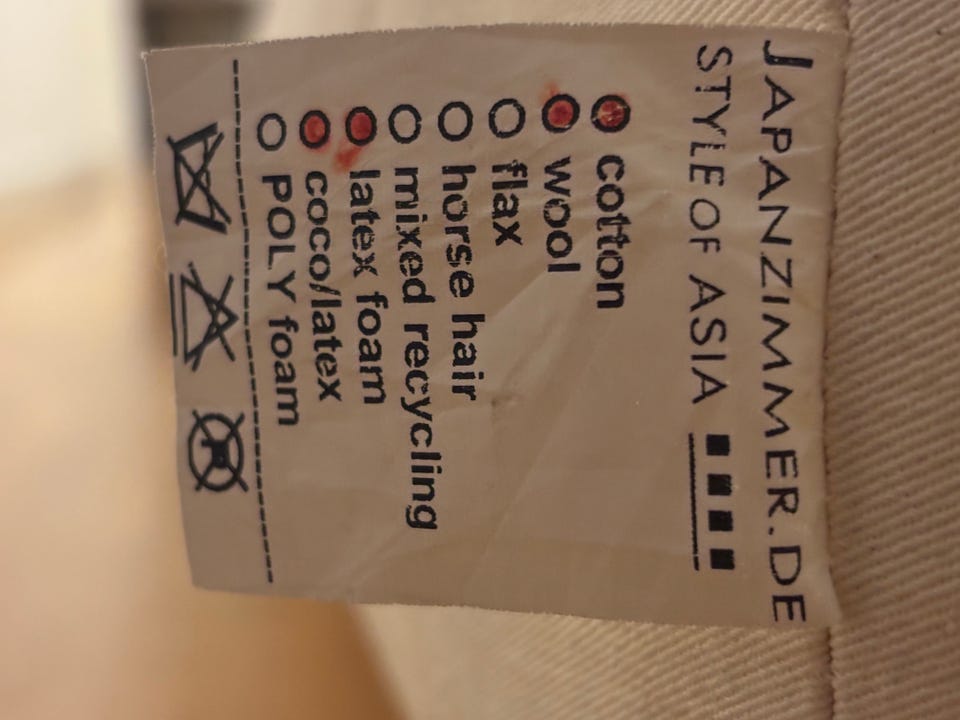 JAPANZIMMER.DE
STYLE OF ASIA
cotton
wool
flax
horse hair
mixed recycling
latex foam
coco/latex
POLY foam
P